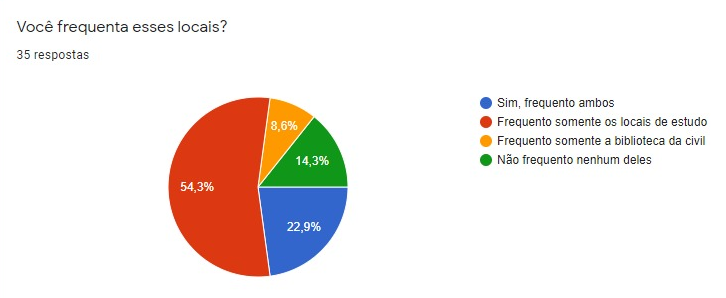 Você frequenta esses locais?
35 respostas
Sim, frequento ambos
Frequento somente os locais de estudo
Frequento somente a biblioteca da civil
Não frequento nenhum deles
8,6%
14,3%
54,3%
22,9%